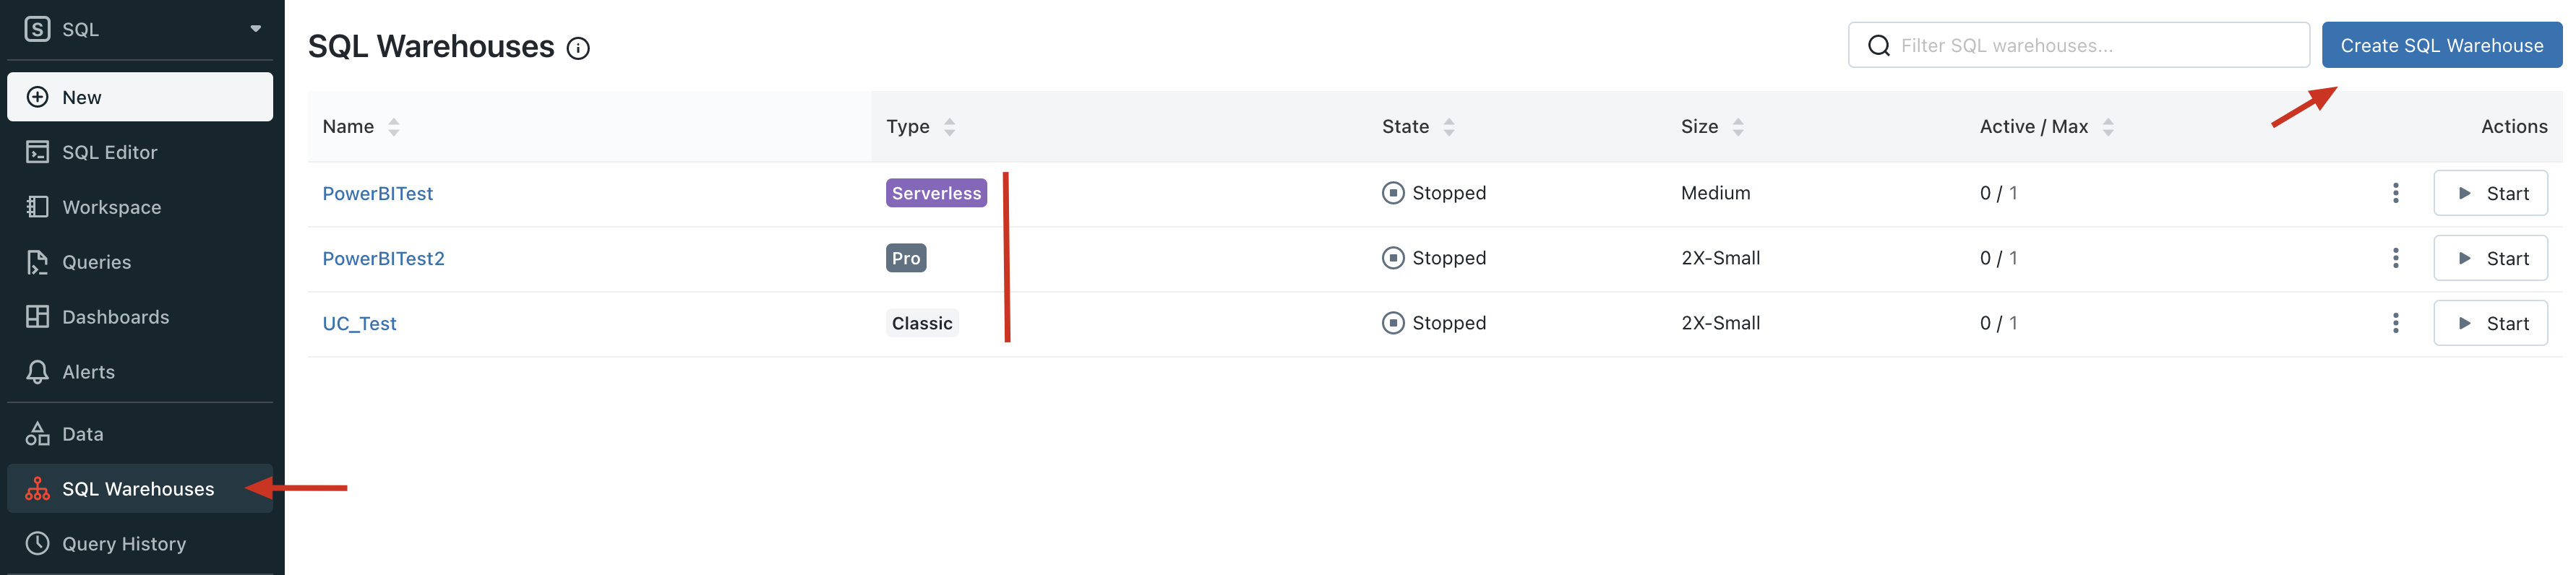 SQL
New
SQL Editor
Workspace
Queries
Dashboards
Alerts
Data
SQL Warehouses
Query History
SQL Warehouses
Filter SQL warehouses...
Create SQL Warehouse
Name Type State Size Active / Max Actions
PowerBITest Serverless Stopped Medium 0 / 1 Start
PowerBITest2 Pro Stopped 2X-Small 0 / 1 Start
UC_Test Classic Stopped 2X-Small 0 / 1 Start